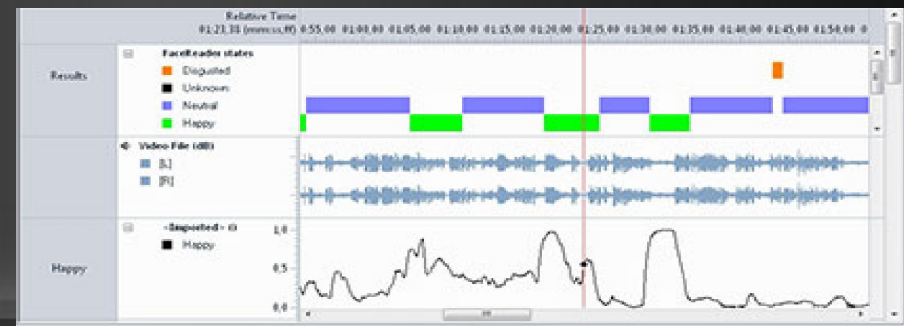 Relative Time
01:23,31 (mm:ss,ff) 0:55,00 01:00,00 01:05,00 01:10,00 01:15,00 01:20,00 01:25,00 01:30,00 01:35,00 01:40,00 01:45,00 01:50,00 0
Results
FaceReader states
Disgusted
Unknown
Neutral
Happy
Video File (dB)
[L]
[R]
Happy
-Imported- ()
Happy
1,0
0,5
0,0